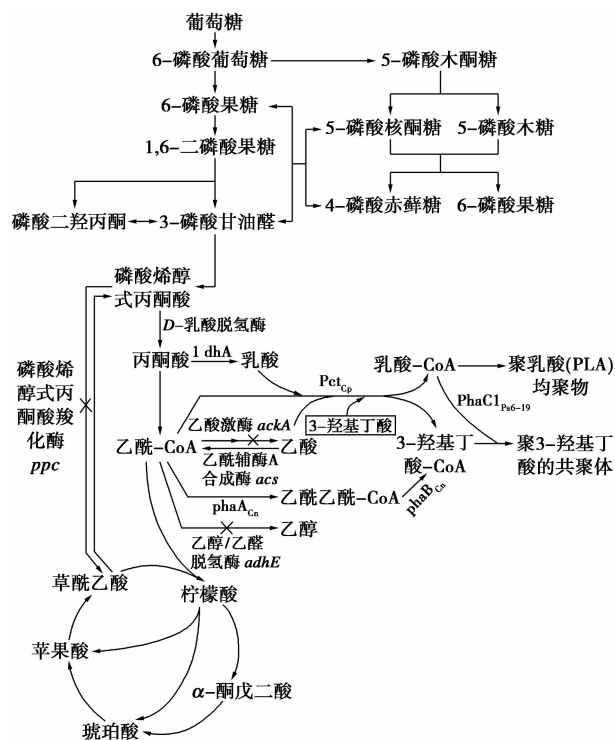 葡萄糖
6-磷酸葡萄糖
5-磷酸木酮糖
6-磷酸果糖
5-磷酸核酮糖
5-磷酸木糖
1,6-二磷酸果糖
磷酸二羟丙酮
3-磷酸甘油醛
4-磷酸赤藓糖
6-磷酸果糖
磷酸烯醇
式丙酮酸
D-乳酸脱氢酶
丙酮酸
1 dhA
乳酸
PctCp
乳酸-CoA
聚乳酸(PLA)
均聚物
PhaC1Ps6-19
磷酸烯
醇式丙
酮酸羧
化酶
ppc
3-羟基丁酸
乙酰-CoA
乙酸激酶 ackA
乙酸
乙酰辅酶A
合成酶 acs
3-羟基丁
酸-CoA
聚3-羟基丁
酸的共聚体
phaACn
乙酰乙酰-CoA
phaBCn
乙醇
乙醇/乙醛
脱氢酶 adhE
草酰乙酸
柠檬酸
苹果酸
α-酮戊二酸
琥珀酸